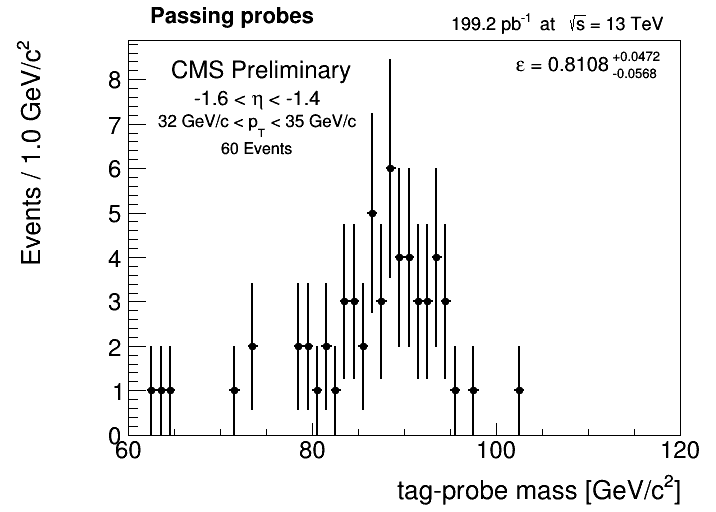 Passing probes
199.2 pb⁻¹ at √s = 13 TeV
CMS Preliminary
ε = 0.8108 +0.0472 -0.0568
-1.6 < η < -1.4
32 GeV/c < p_T < 35 GeV/c
60 Events
Events / 1.0 GeV/c²
8
7
6
5
4
3
2
1
0
60 80 100 120
tag-probe mass [GeV/c²]